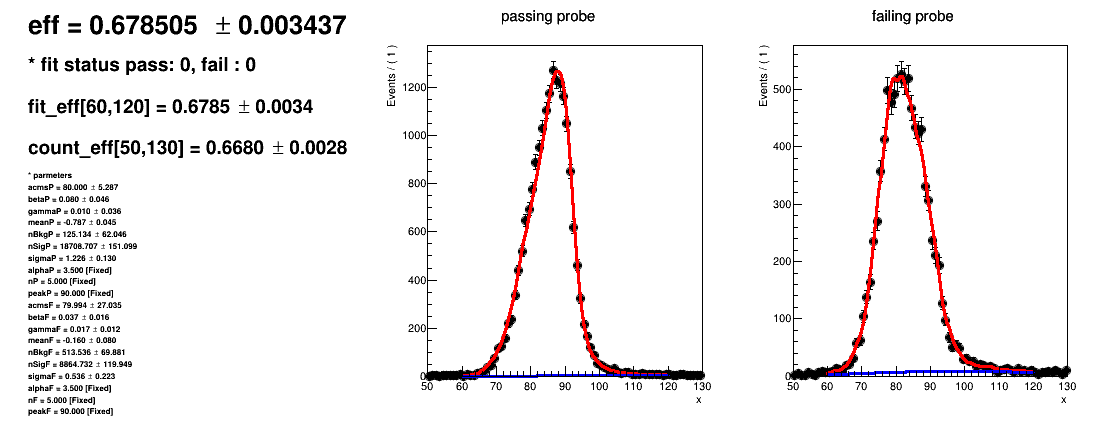 eff = 0.678505 ± 0.003437
* fit status pass: 0, fail : 0
fit_eff[60,120] = 0.6785 ± 0.0034
count_eff[50,130] = 0.6680 ± 0.0028
* parmeters
acmsP = 80.000 ± 5.287
betaP = 0.080 ± 0.046
gammaP = 0.010 ± 0.036
meanP = -0.787 ± 0.045
nBkgP = 125.134 ± 62.046
nSigP = 18708.707 ± 151.099
sigmaP = 1.226 ± 0.130
alphaP = 3.500 [Fixed]
nP = 5.000 [Fixed]
peakP = 90.000 [Fixed]
acmsF = 79.994 ± 27.035
betaF = 0.037 ± 0.016
gammaF = 0.017 ± 0.012
meanF = -0.160 ± 0.080
nBkgF = 513.536 ± 69.881
nSigF = 8864.732 ± 119.949
sigmaF = 0.536 ± 0.223
alphaF = 3.500 [Fixed]
nF = 5.000 [Fixed]
peakF = 90.000 [Fixed]
passing probe
Events / ( 1 )
1200
1000
800
600
400
200
0
50 60 70 80 90 100 110 120 130
x
failing probe
Events / ( 1 )
500
400
300
200
100
0
50 60 70 80 90 100 110 120 130
x